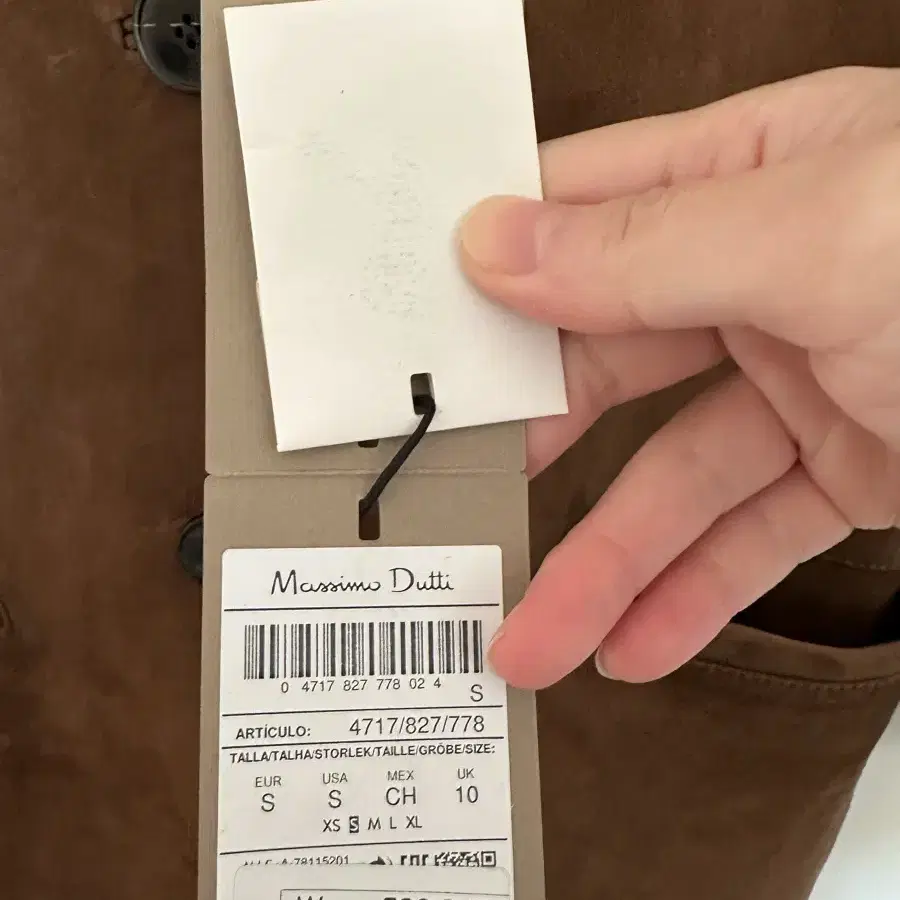 Massimo Dutti
0 4717 827 778 02 4
S
ARTÍCULO: 4717/827/778
TALLA/TALHA/STORLEK/TAILLE/GRÖBE/SIZE:
EUR USA MEX UK
S S CH 10
XS S M L XL
78115201